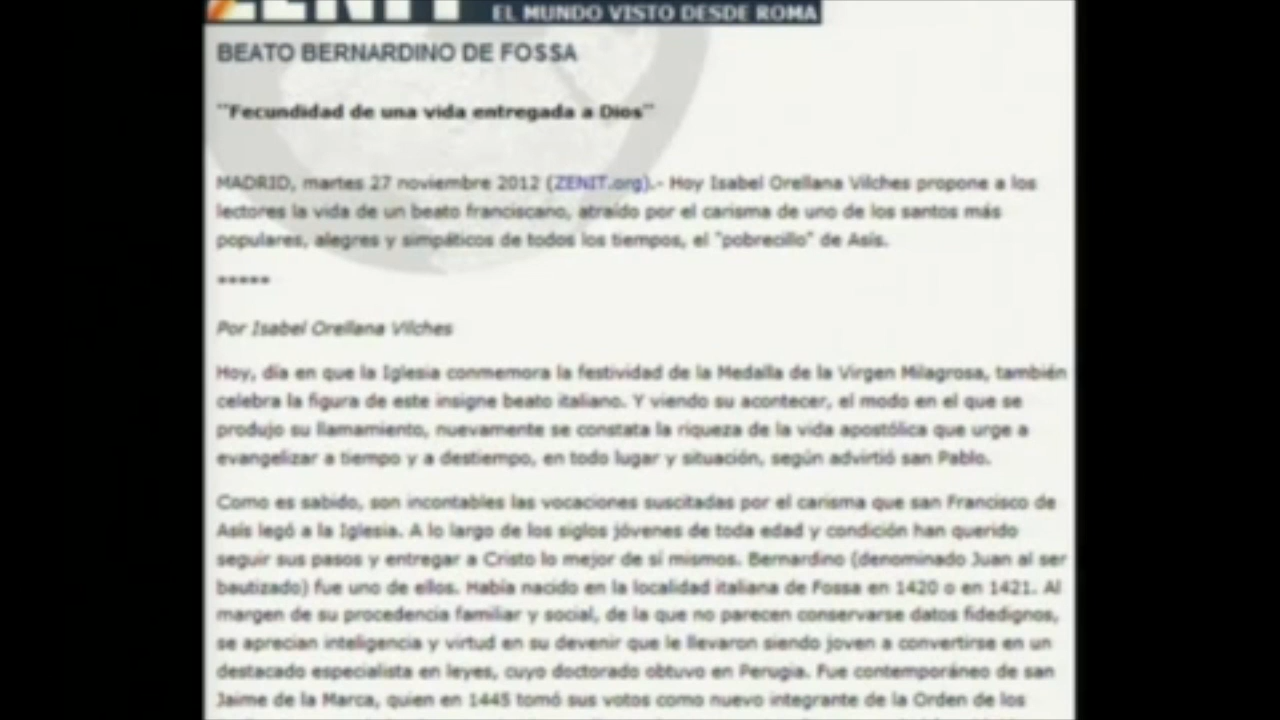 ZENIT
EL MUNDO VISTO DESDE ROMA
BEATO BERNARDINO DE FOSSA
"Fecundidad de una vida entregada a Dios"
MADRID, martes 27 noviembre 2012 (ZENIT.org).- Hoy Isabel Orellana Vilches propone a los
lectores la vida de un beato franciscano, atraído por el carisma de uno de los santos más
populares, alegres y simpáticos de todos los tiempos, el "pobrecillo" de Asís.
*****
Por Isabel Orellana Vilches
Hoy, día en que la Iglesia conmemora la festividad de la Medalla de la Virgen Milagrosa, también
celebra la figura de este insigne beato italiano. Y viendo su acontecer, el modo en el que se
produjo su llamamiento, nuevamente se constata la riqueza de la vida apostólica que urge a
evangelizar a tiempo y a destiempo, en todo lugar y situación, según advirtió san Pablo.
Como es sabido, son incontables las vocaciones suscitadas por el carisma que san Francisco de
Asís legó a la Iglesia. A lo largo de los siglos jóvenes de toda edad y condición han querido
seguir sus pasos y entregar a Cristo lo mejor de sí mismos. Bernardino (denominado Juan al ser
bautizado) fue uno de ellos. Había nacido en la localidad italiana de Fossa en 1420 o en 1421. Al
margen de su procedencia familiar y social, de la que no parecen conservarse datos fidedignos,
se aprecian inteligencia y virtud en su devenir que le llevaron siendo joven a convertirse en un
destacado especialista en leyes, cuyo doctorado obtuvo en Perugia. Fue contemporáneo de san
Jaime de la Marca, quien en 1445 tomó sus votos como nuevo integrante de la Orden de los